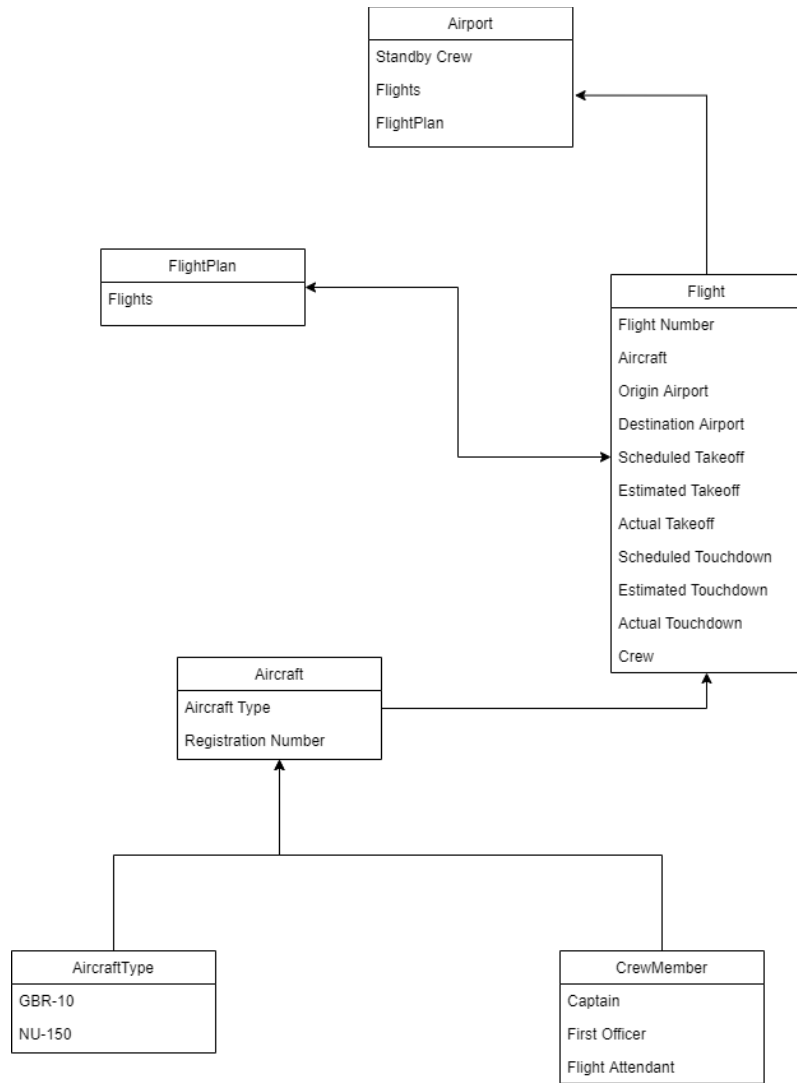 Airport
Standby Crew
Flights
FlightPlan
FlightPlan
Flights
Flight
Flight Number
Aircraft
Origin Airport
Destination Airport
Scheduled Takeoff
Estimated Takeoff
Actual Takeoff
Scheduled Touchdown
Estimated Touchdown
Actual Touchdown
Crew
Aircraft
Aircraft Type
Registration Number
AircraftType
GBR-10
NU-150
CrewMember
Captain
First Officer
Flight Attendant